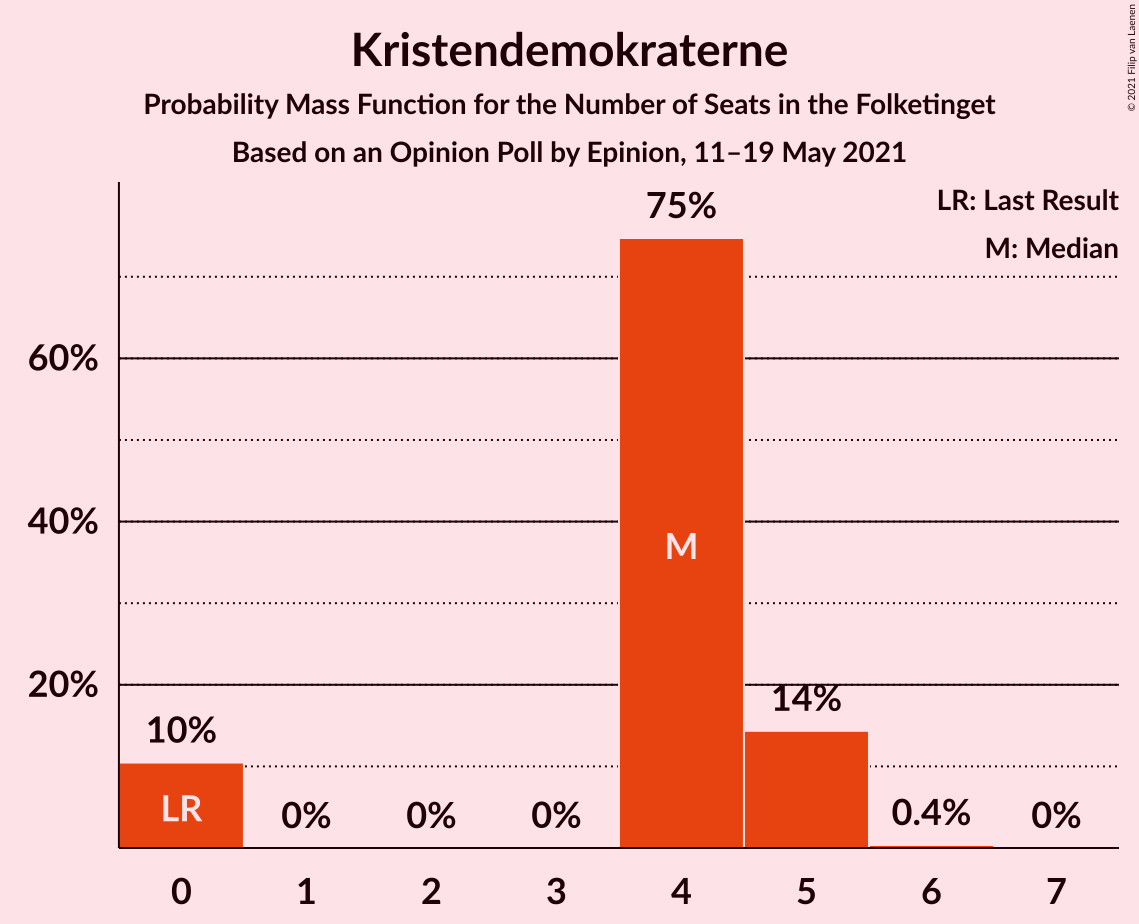 Kristendemokraterne
Probability Mass Function for the Number of Seats in the Folketinget
Based on an Opinion Poll by Epinion, 11–19 May 2021
© 2021 Filip van Laenen
LR: Last Result
M: Median
75%
60%
40%
M
20%
14%
10%
LR
0%
0%
0%
0.4%
0%
0
1
2
3
4
5
6
7